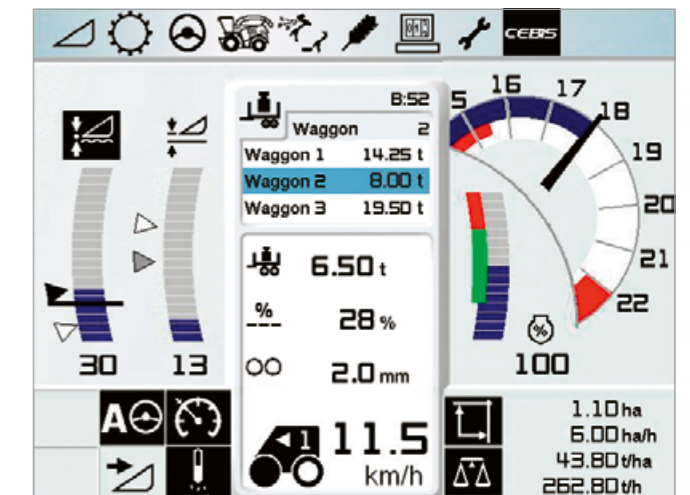 CEBIS
8:52
Waggon 2
Waggon 1 14.25 t
Waggon 2 8.00 t
Waggon 3 19.50 t
6.50 t
% 28 %
2.0 mm
1 11.5
km/h
30
13
A
5 16 17 18 19 20 21 22
%
100
1.10 ha
6.00 ha/h
43.80 t/ha
262.80 t/h